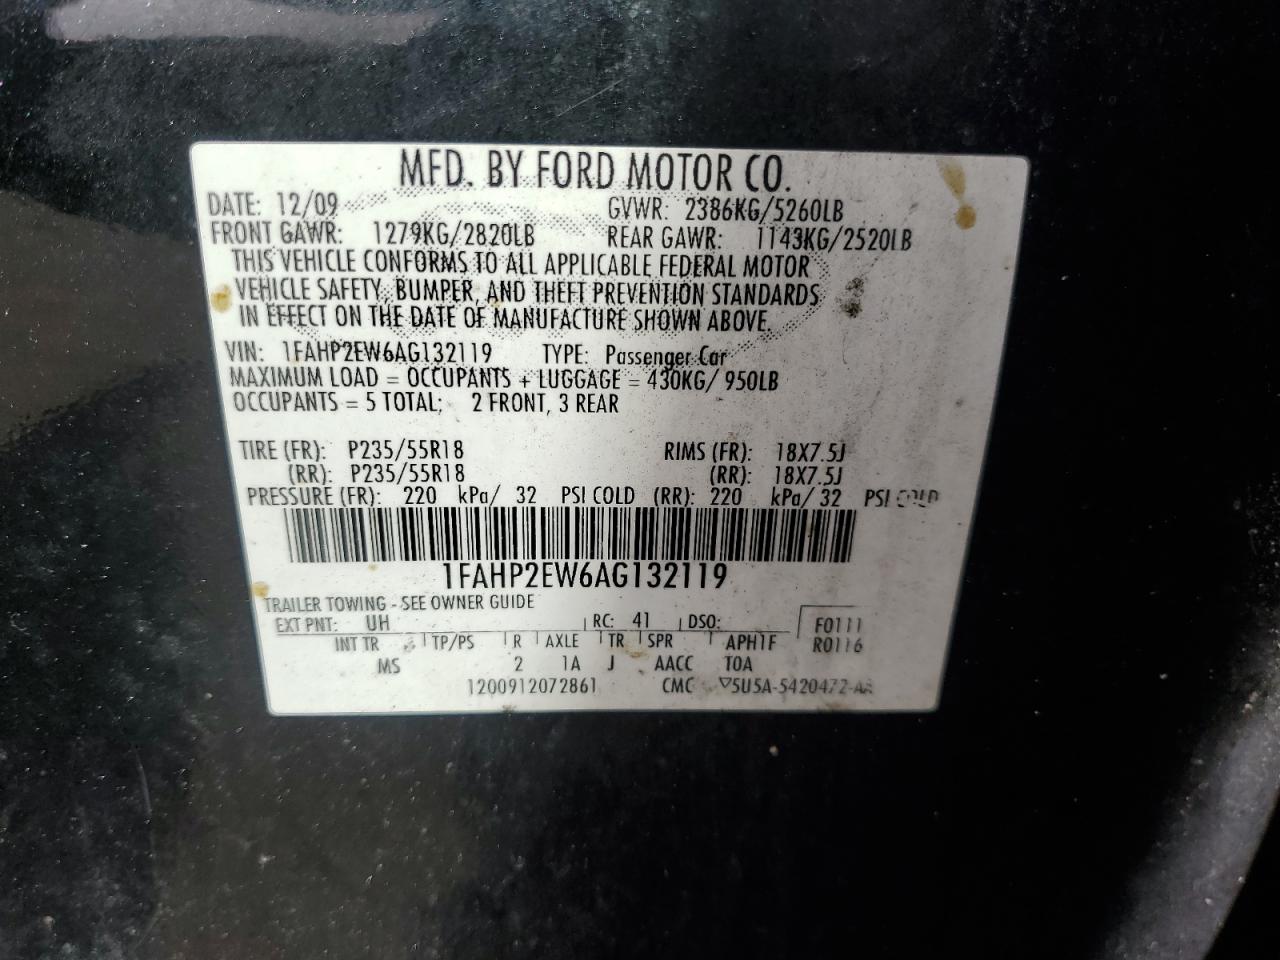 MFD. BY FORD MOTOR CO.
DATE: 12/09 GVWR: 2386KG/5260LB
FRONT GAWR: 1279KG/2820LB REAR GAWR: 1143KG/2520LB
THIS VEHICLE CONFORMS TO ALL APPLICABLE FEDERAL MOTOR
VEHICLE SAFETY, BUMPER, AND THEFT PREVENTION STANDARDS
IN EFFECT ON THE DATE OF MANUFACTURE SHOWN ABOVE.
VIN: 1FAHP2EW6AG132119 TYPE: Passenger Car
MAXIMUM LOAD = OCCUPANTS + LUGGAGE = 430KG/ 950LB
OCCUPANTS = 5 TOTAL: 2 FRONT, 3 REAR
TIRE (FR): P235/55R18 RIMS (FR): 18X7.5J
(RR): P235/55R18 (RR): 18X7.5J
PRESSURE (FR): 220 kPa/ 32 PSI COLD (RR): 220 kPa/ 32 PSI COLD
1FAHP2EW6AG132119
TRAILER TOWING - SEE OWNER GUIDE
EXT PNT: UH RC: 41 DSO: F0111
INT TR TP/PS R AXLE TR SPR R0116
MS 2 1A J AACC TOA
1200912072861 CMC ▽5U5A-5420472-